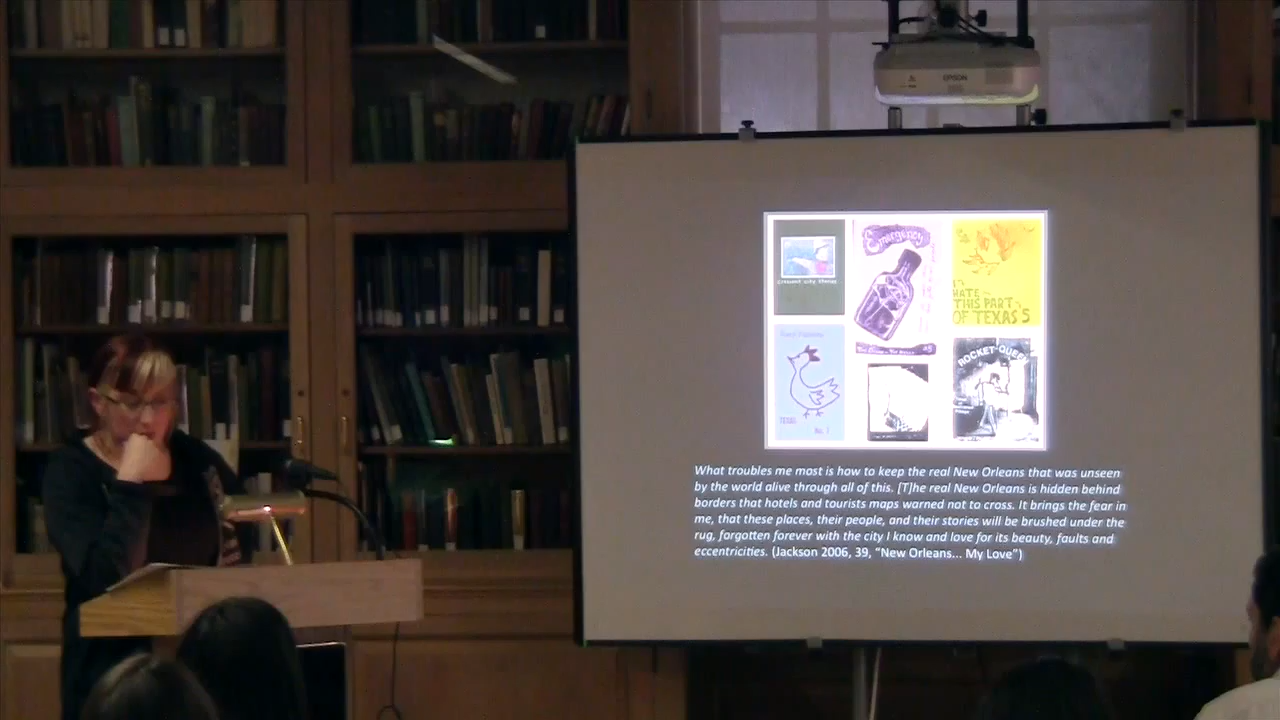 EPSON
Crescent City Stories
Emergency
I
HATE
THIS PART
OF TEXAS 5
TEXAS
No. 1
ROCKET QUEEN
What troubles me most is how to keep the real New Orleans that was unseen
by the world alive through all of this. [T]he real New Orleans is hidden behind
borders that hotels and tourists maps warned not to cross. It brings the fear in
me, that these places, their people, and their stories will be brushed under the
rug, forgotten forever with the city I know and love for its beauty, faults and
eccentricities. (Jackson 2006, 39, “New Orleans... My Love”)